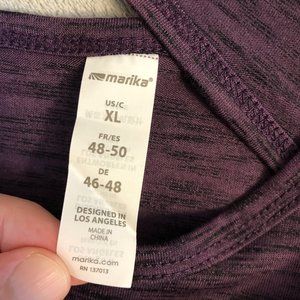 marika®
US/C
XL
FR/ES
48-50
DE
46-48
DESIGNED IN
LOS ANGELES
MADE IN
CHINA
marika.com
RN 137013